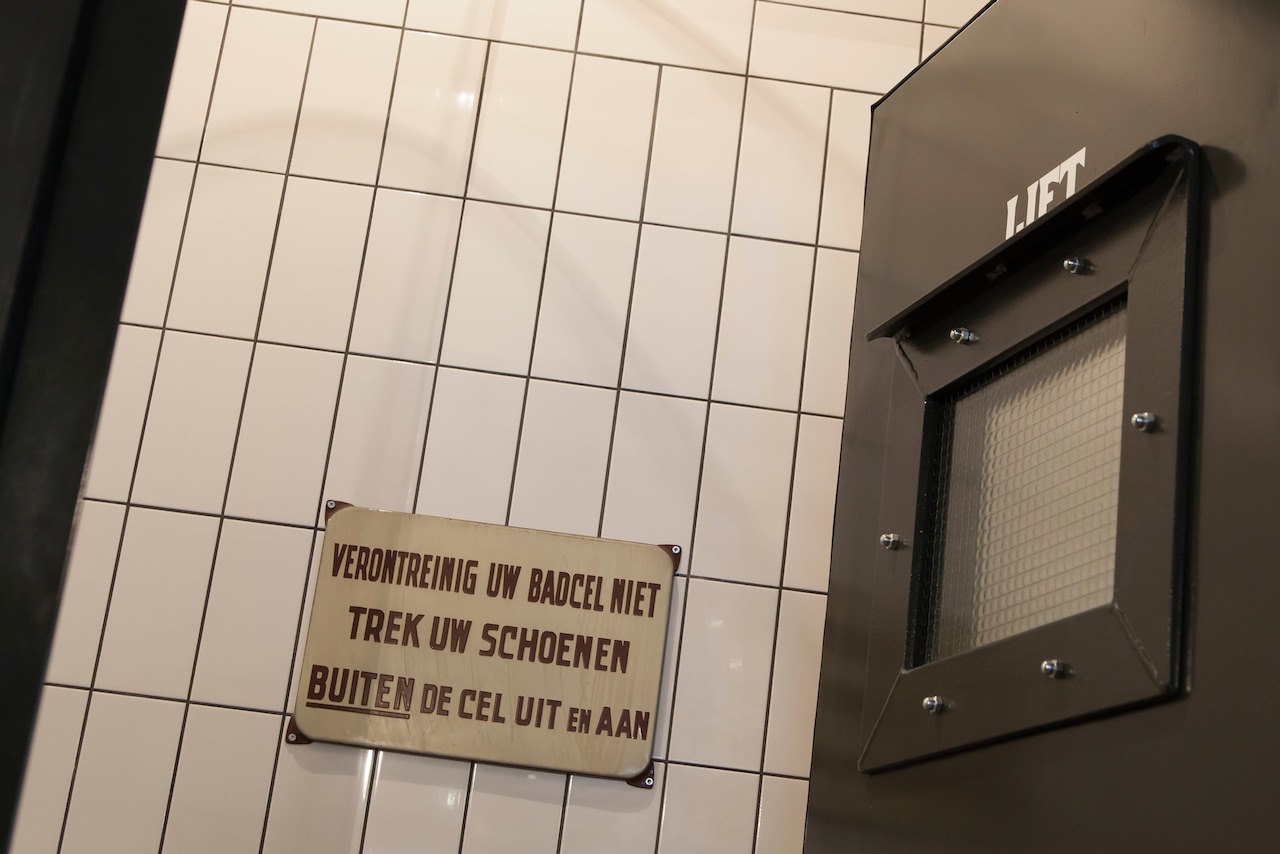 LIFT
VERONTREINIG UW BADCEL NIET
TREK UW SCHOENEN
BUITEN DE CEL UIT EN AAN